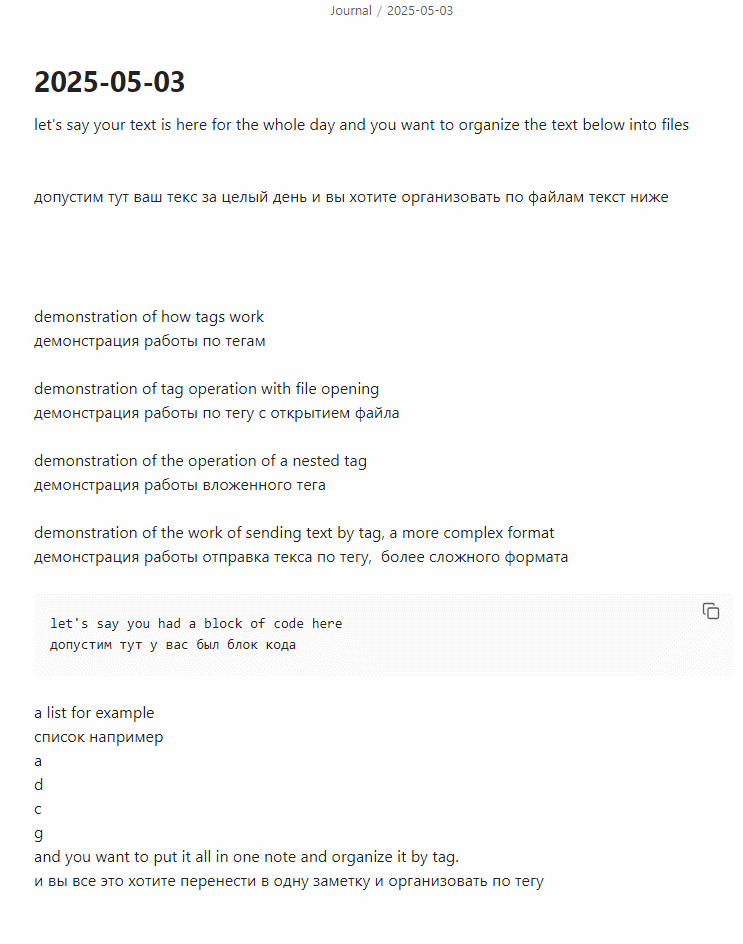 Journal / 2025-05-03
2025-05-03
let's say your text is here for the whole day and you want to organize the text below into files
допустим тут ваш текс за целый день и вы хотите организовать по файлам текст ниже
demonstration of how tags work
демонстрация работы по тегам
demonstration of tag operation with file opening
демонстрация работы по тегу с открытием файла
demonstration of the operation of a nested tag
демонстрация работы вложенного тега
demonstration of the work of sending text by tag, a more complex format
демонстрация работы отправка текса по тегу,  более сложного формата
let's say you had a block of code here
допустим тут у вас был блок кода
a list for example
список например
a
d
c
g
and you want to put it all in one note and organize it by tag.
и вы все это хотите перенести в одну заметку и организовать по тегу